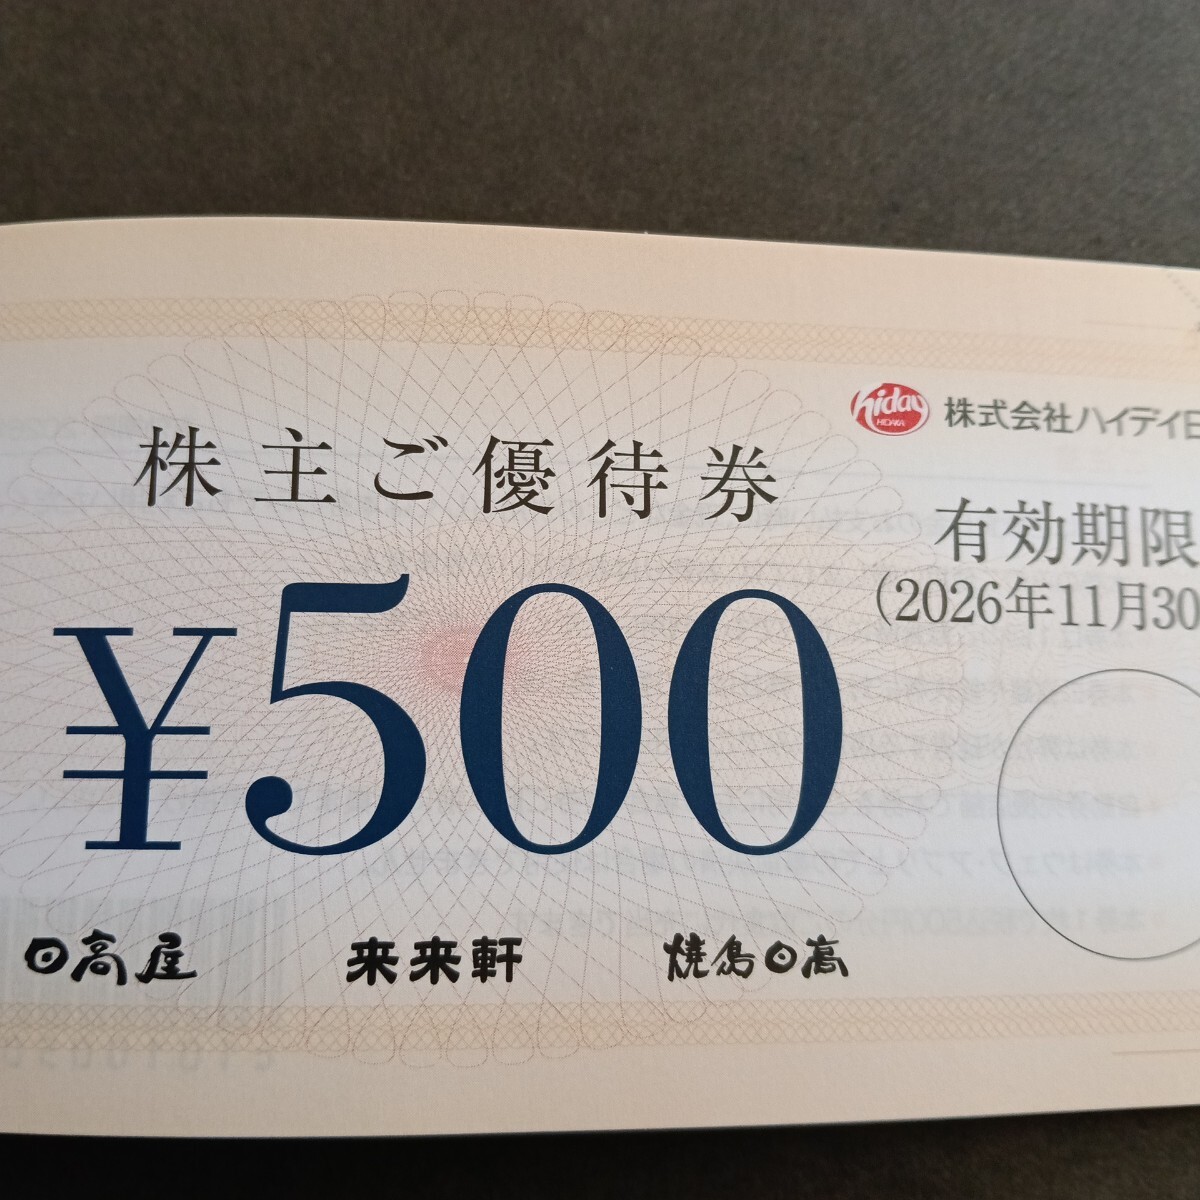 hiday
HIDAKA
株式会社ハイデイ日
株主ご優待券
有効期限
(2026年11月30
¥500
日高屋
来来軒
焼鳥日高